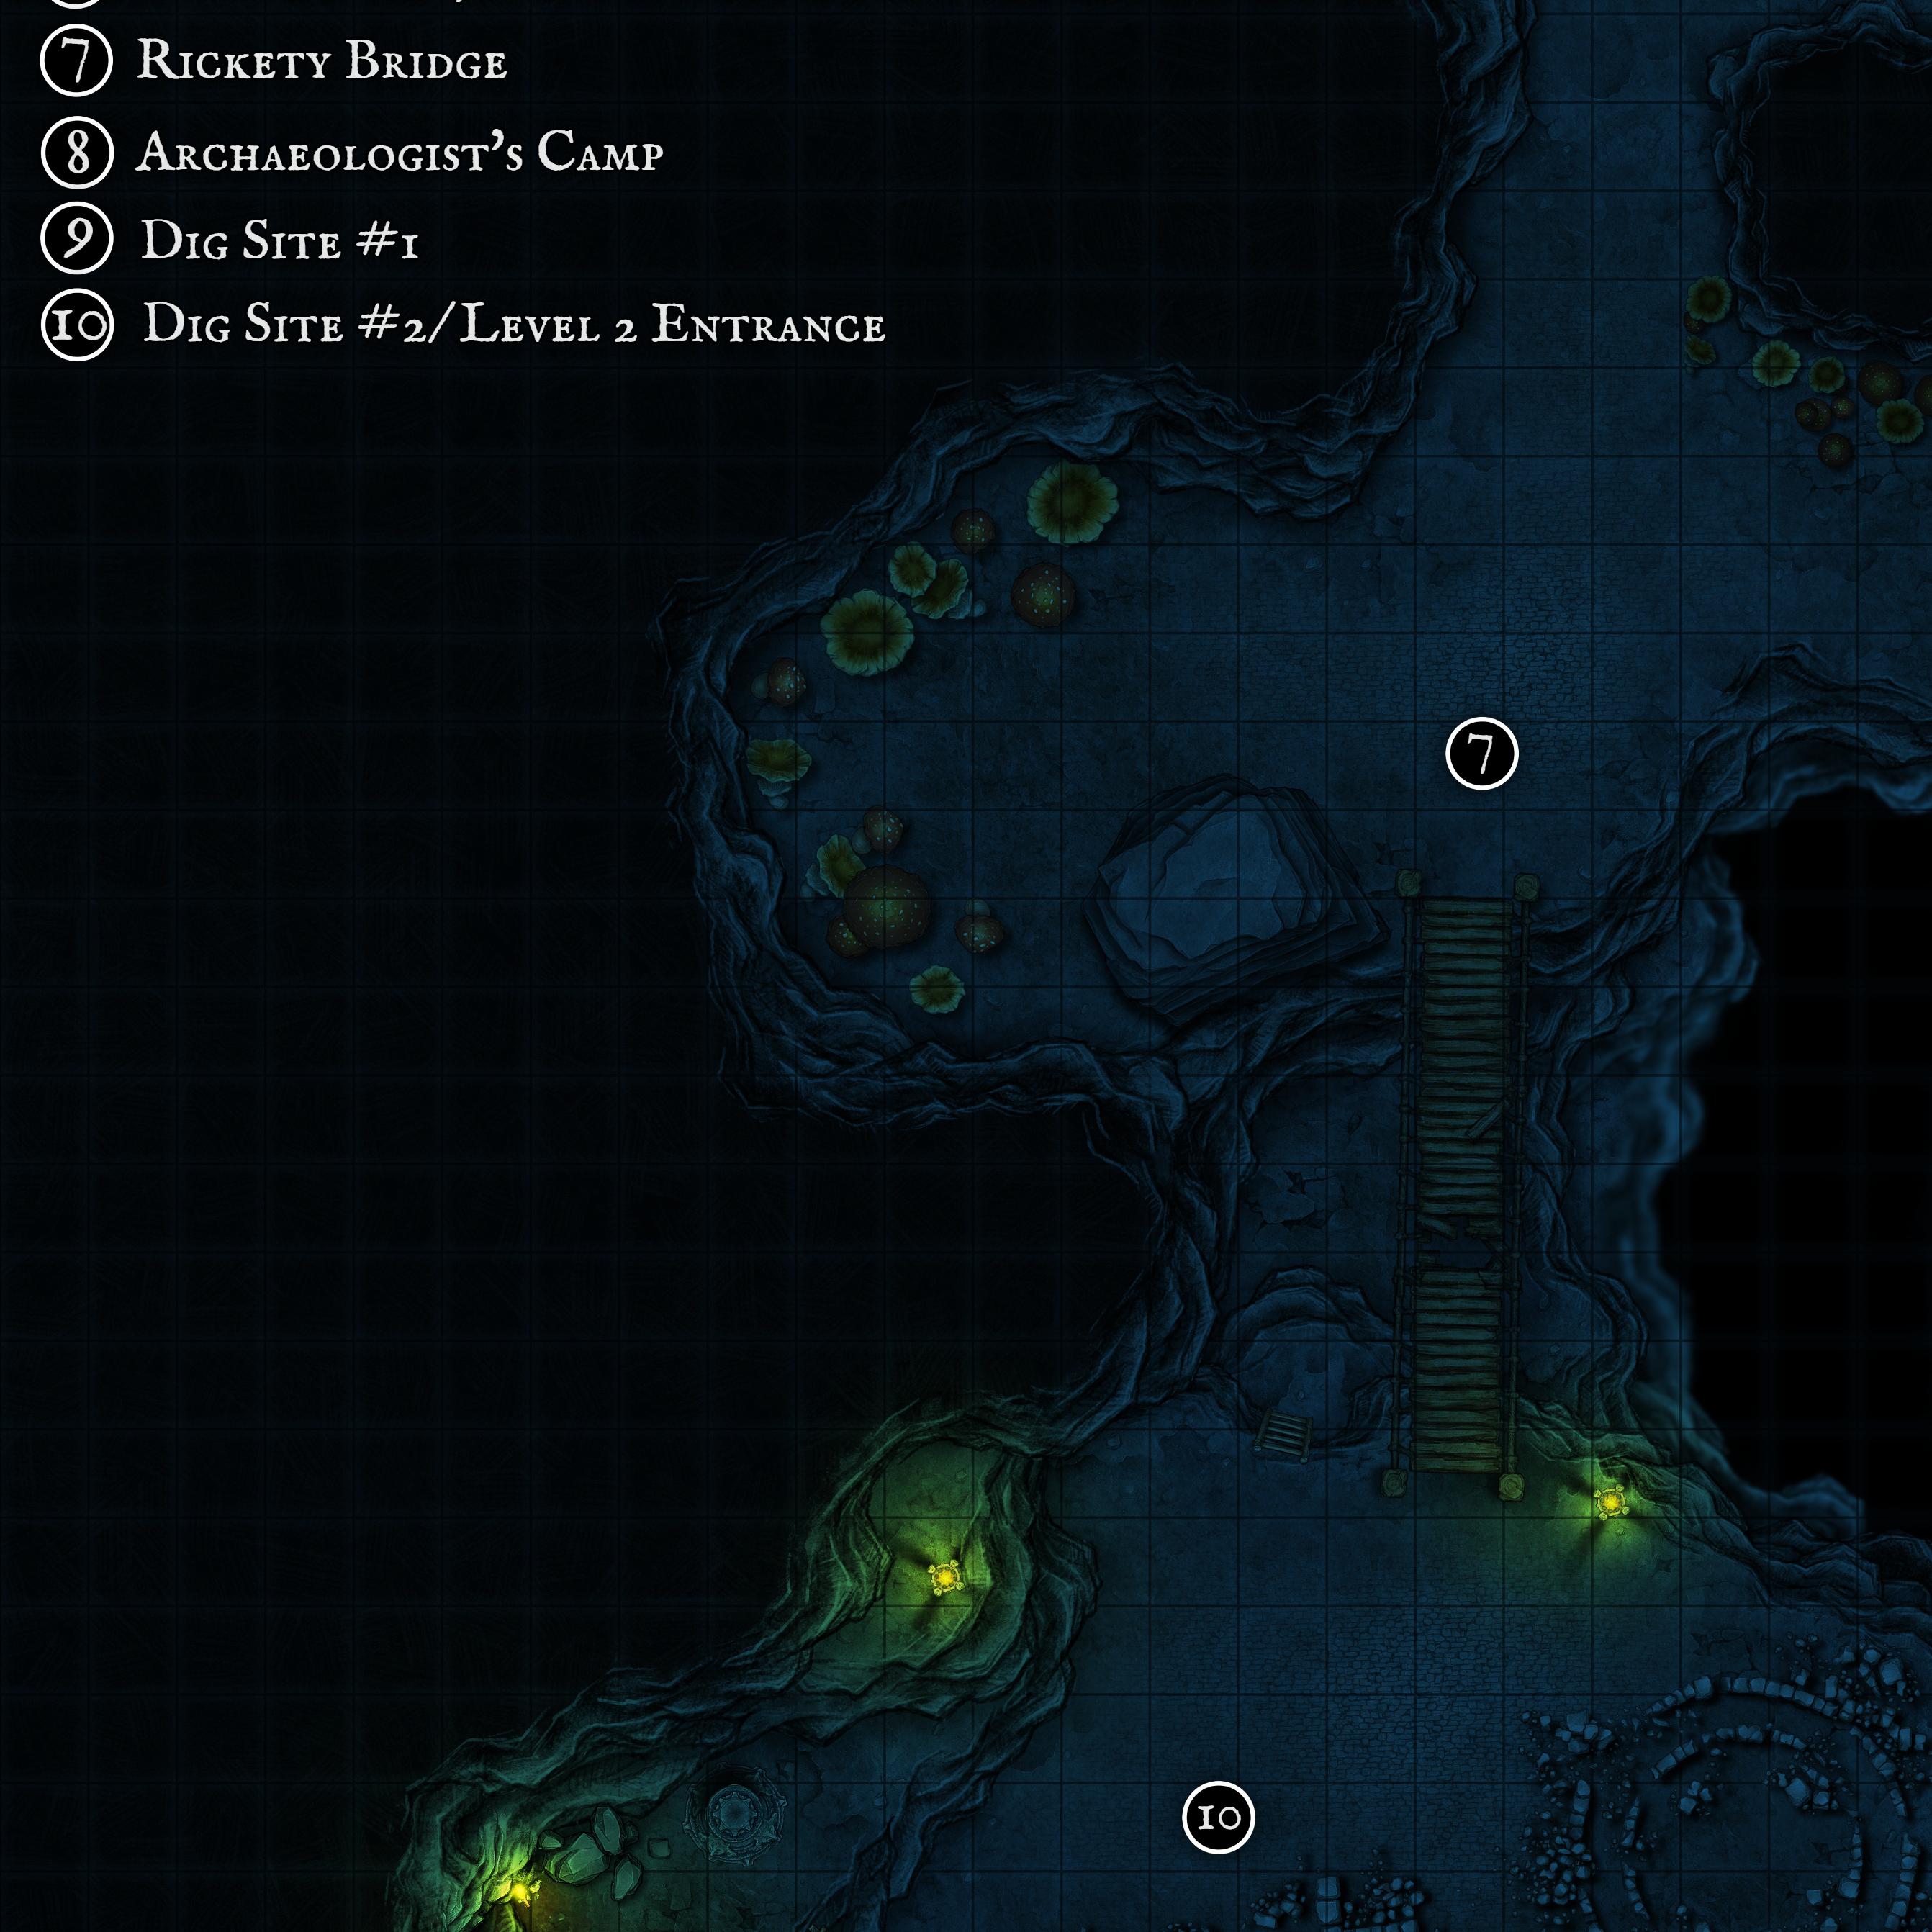 7 Rickety Bridge
8 Archaeologist's Camp
9 Dig Site #1
10 Dig Site #2/Level 2 Entrance
7
10